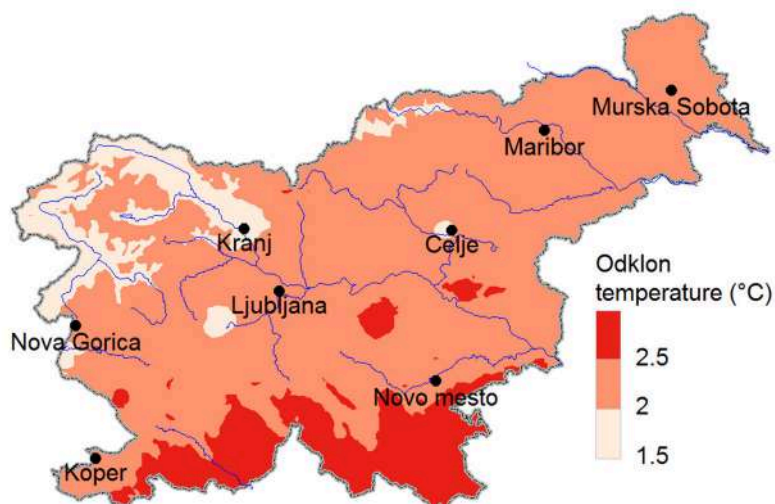 Murska Sobota
Maribor
Kranj
Celje
Odklon
temperature (°C)
Ljubljana
Nova Gorica
2.5
Novo mesto
2
Koper
1.5